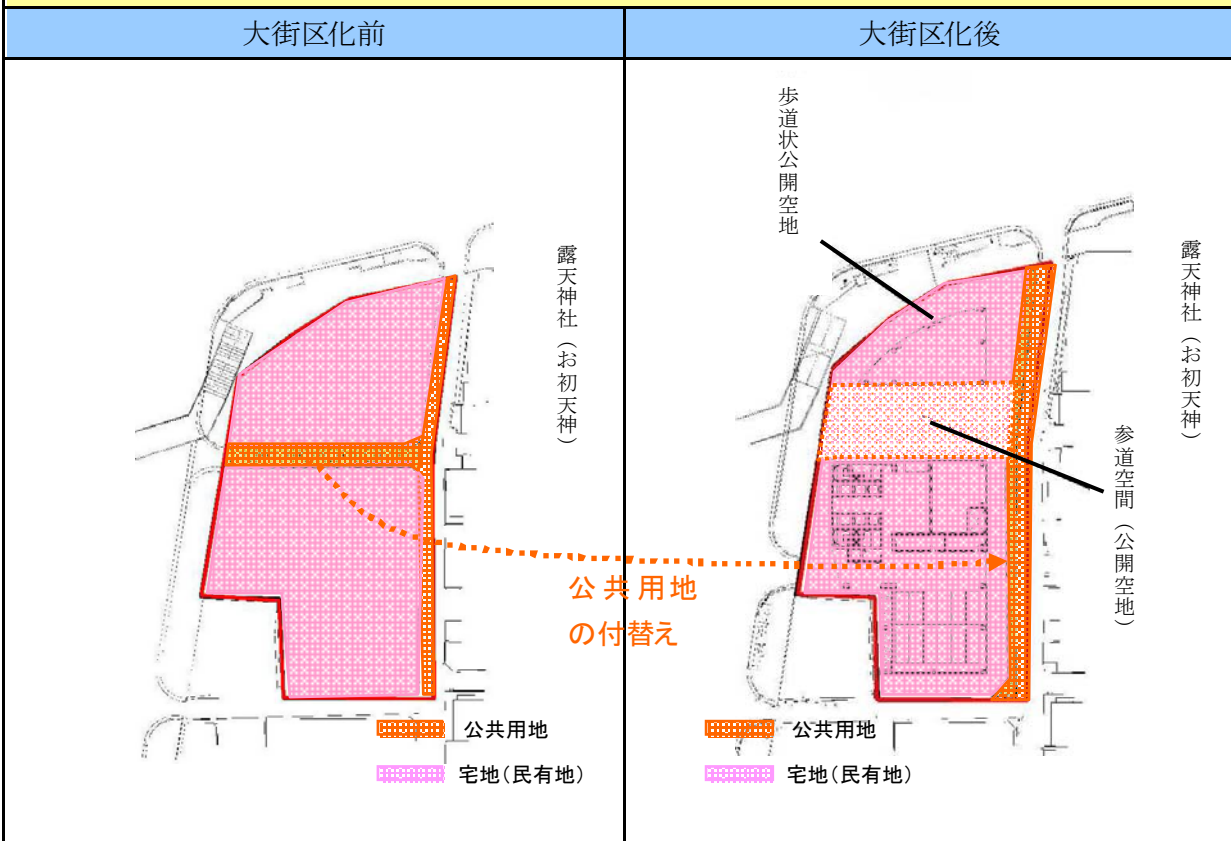 大街区化前
大街区化後
露天神社（お初天神）
公共用地
の付替え
公共用地
宅地（民有地）
歩道状公開空地
露天神社（お初天神）
参道空間（公開空地）
公共用地
宅地（民有地）